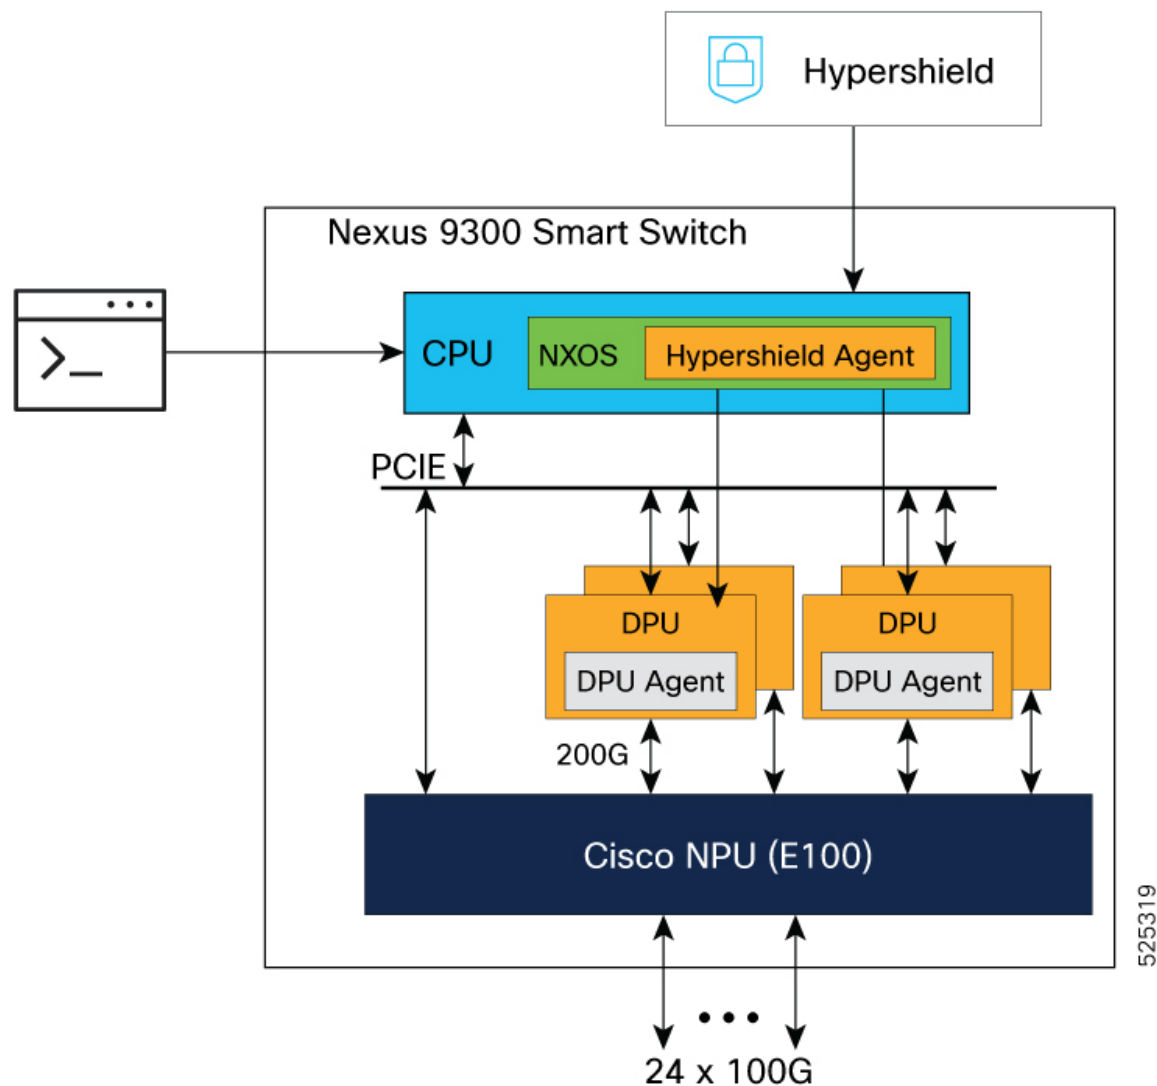 Hypershield
Nexus 9300 Smart Switch
>_
CPU
NXOS
Hypershield Agent
PCIE
DPU
DPU Agent
DPU
DPU Agent
200G
Cisco NPU (E100)
24 x 100G
525319